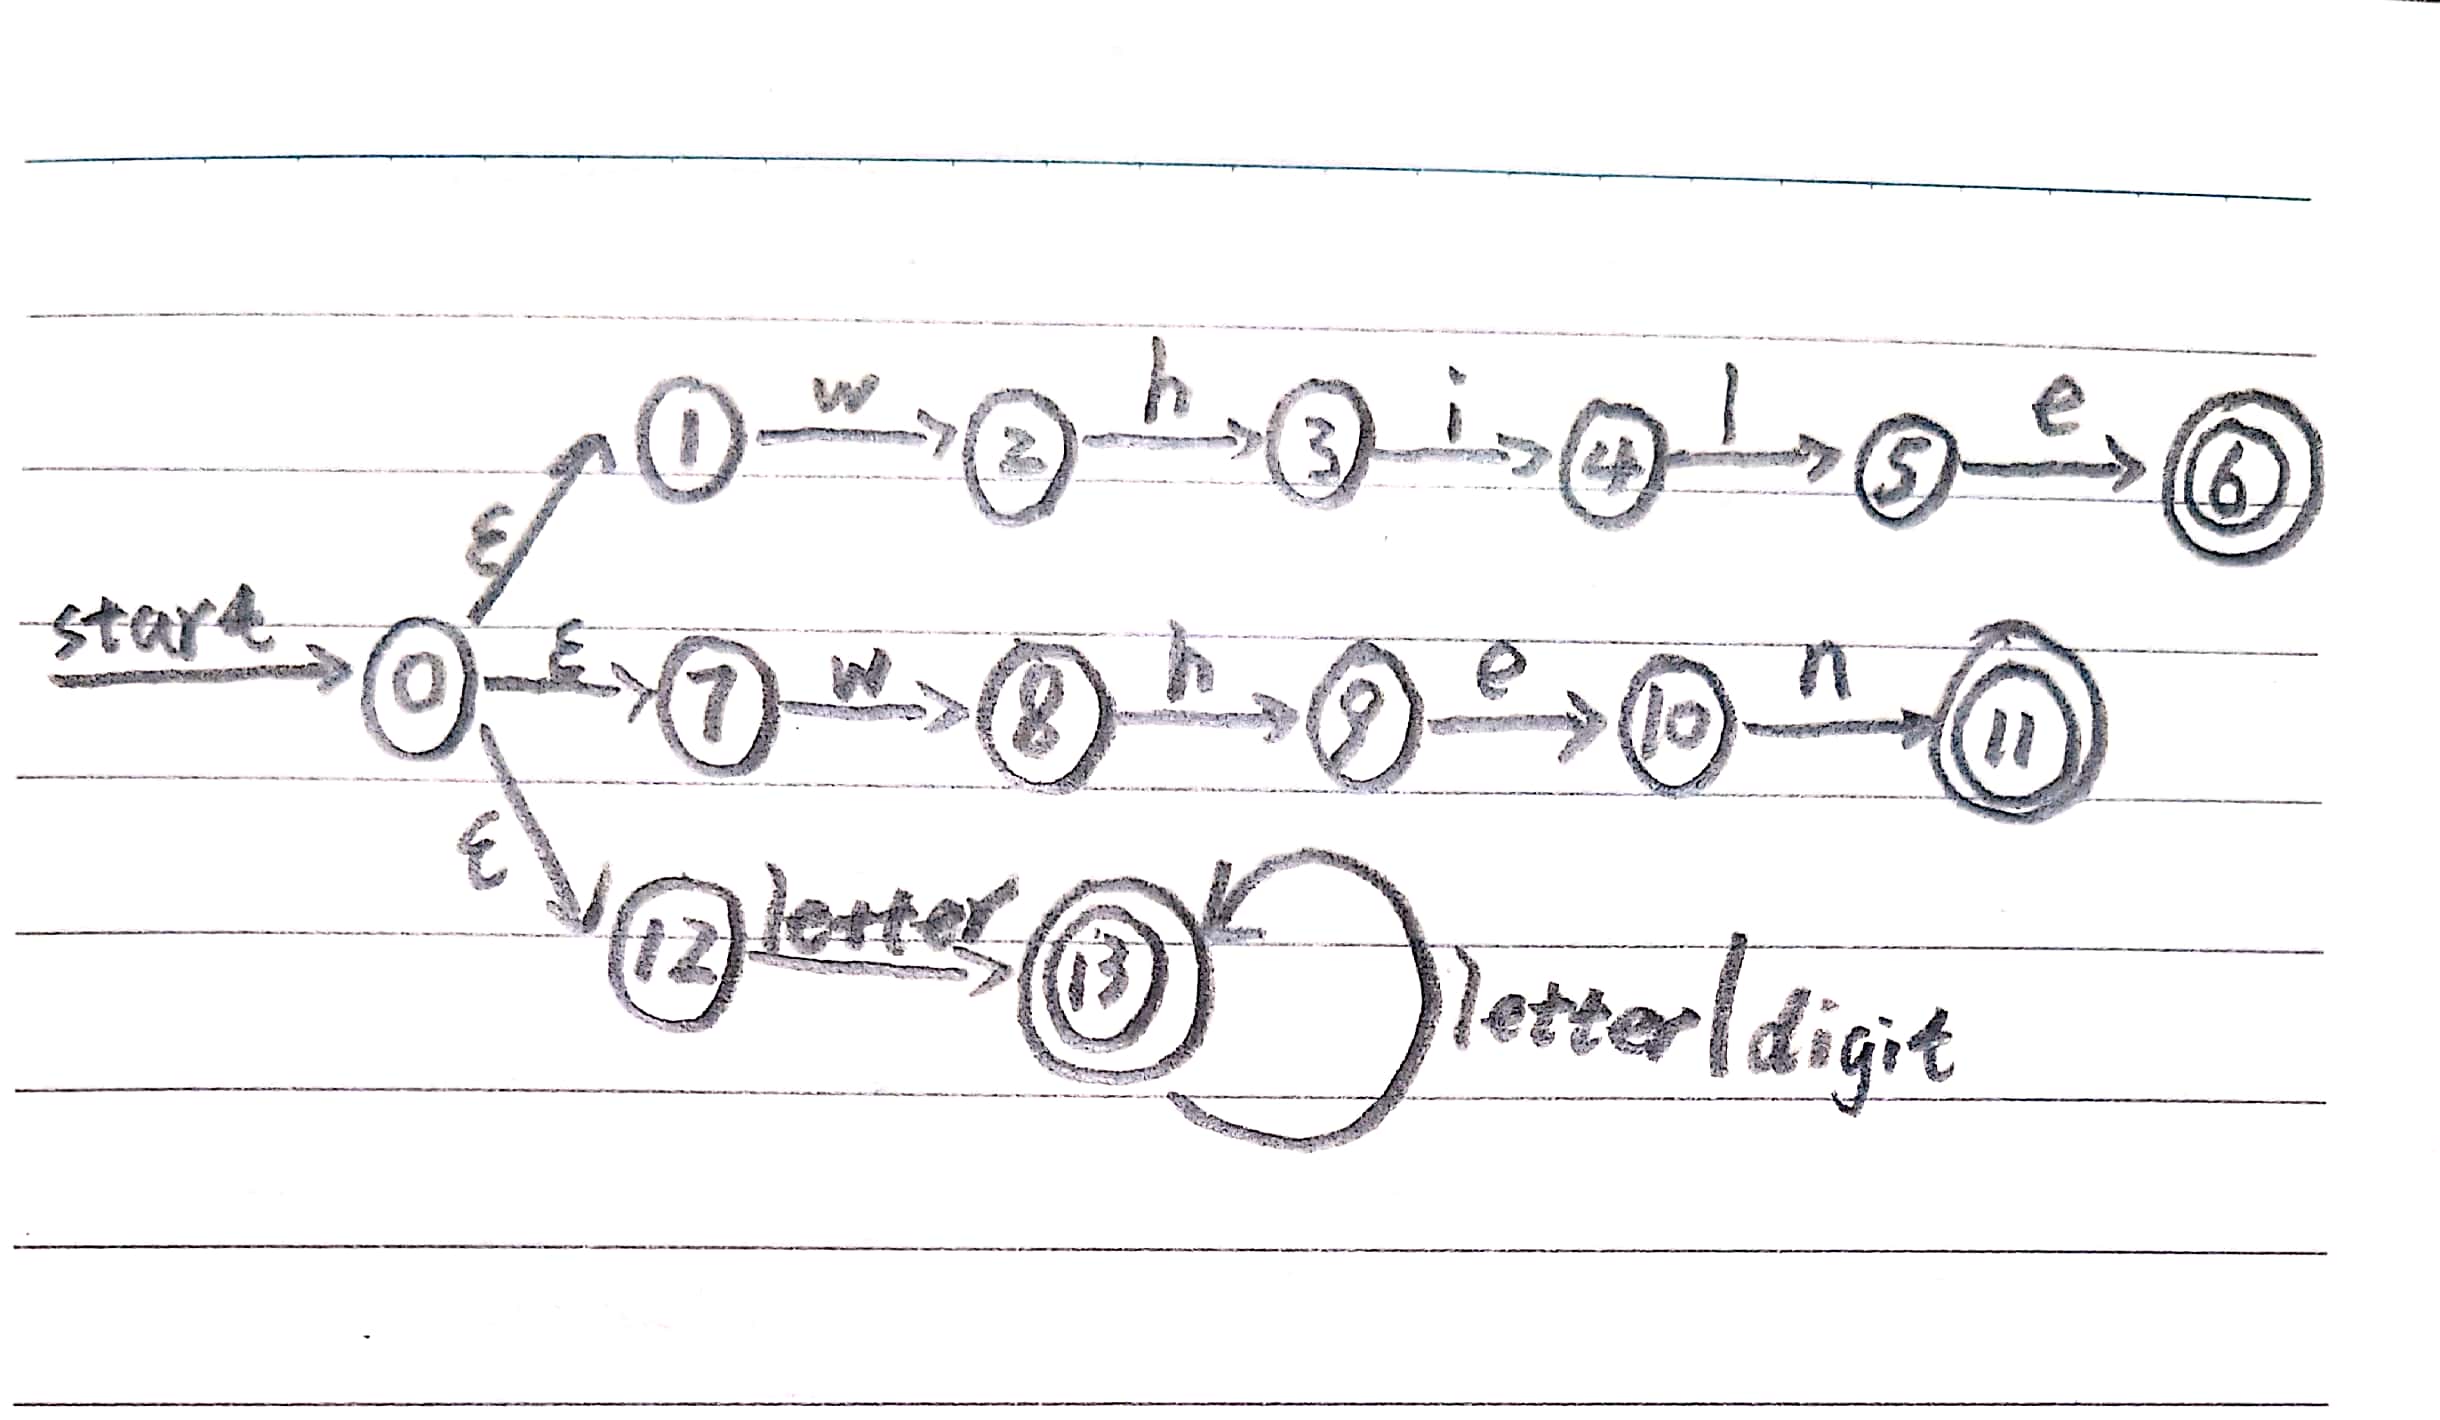 w h i l e
1 2 3 4 5 6
ε
start ε w h e n
0 7 8 9 10 11
ε
letter
12 13
letter|digit